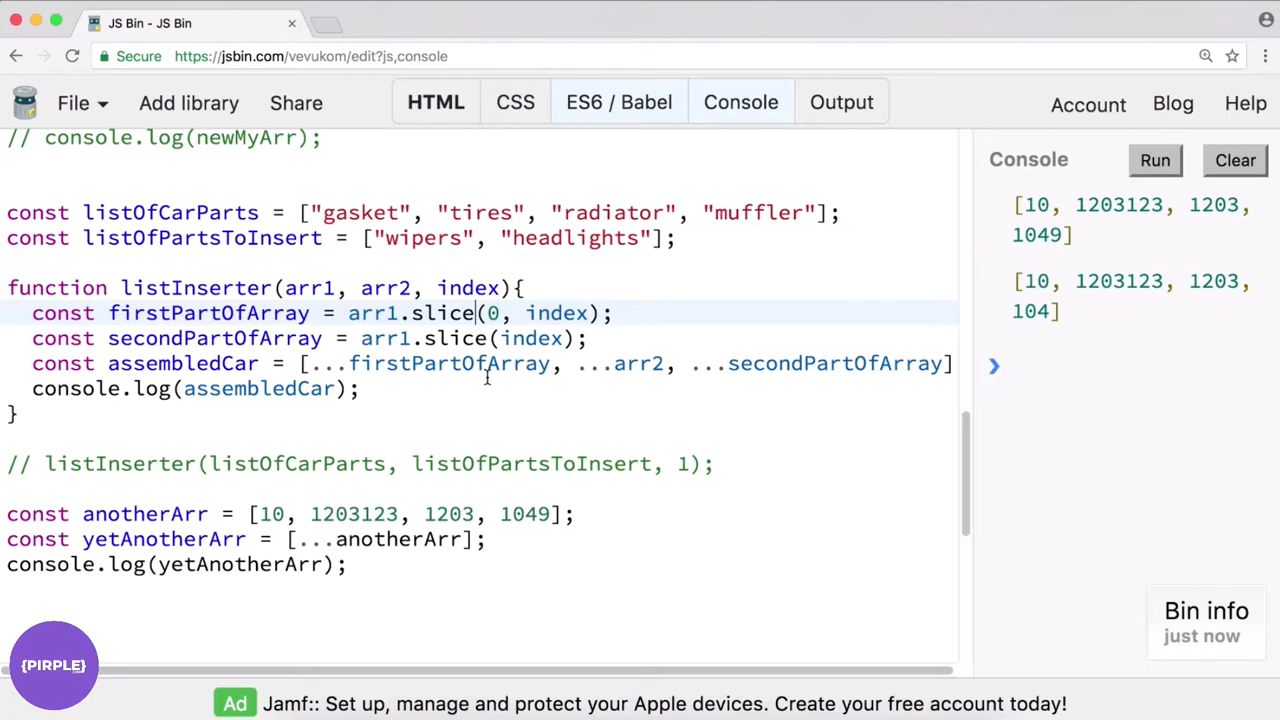 JS Bin - JS Bin
Secure https://jsbin.com/vevukom/edit?js,console
File Add library Share HTML CSS ES6 / Babel Console Output Account Blog Help
// console.log(newMyArr);
const listOfCarParts = ["gasket", "tires", "radiator", "muffler"];
const listOfPartsToInsert = ["wipers", "headlights"];
function listInserter(arr1, arr2, index){
const firstPartOfArray = arr1.slice(0, index);
const secondPartOfArray = arr1.slice(index);
const assembledCar = [...firstPartOfArray, ...arr2, ...secondPartOfArray]
console.log(assembledCar);
}
// listInserter(listOfCarParts, listOfPartsToInsert, 1);
const anotherArr = [10, 1203123, 1203, 1049];
const yetAnotherArr = [...anotherArr];
console.log(yetAnotherArr);
Console Run Clear
[10, 1203123, 1203,
1049]
[10, 1203123, 1203,
104]
Bin info
just now
{PIRPLE}
Ad Jamf:: Set up, manage and protect your Apple devices. Create your free account today!